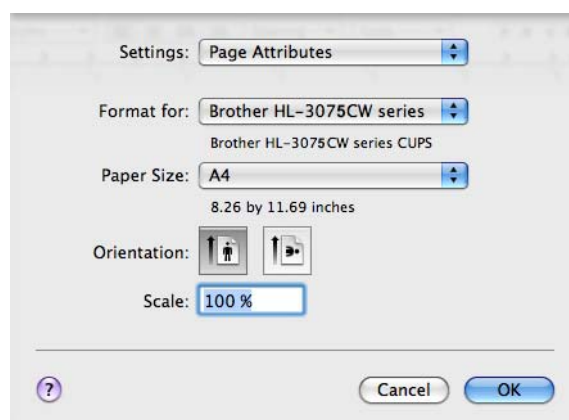 Settings: Page Attributes
Format for: Brother HL-3075CW series
Brother HL-3075CW series CUPS
Paper Size: A4
8.26 by 11.69 inches
Orientation:
Scale: 100 %
? Cancel OK